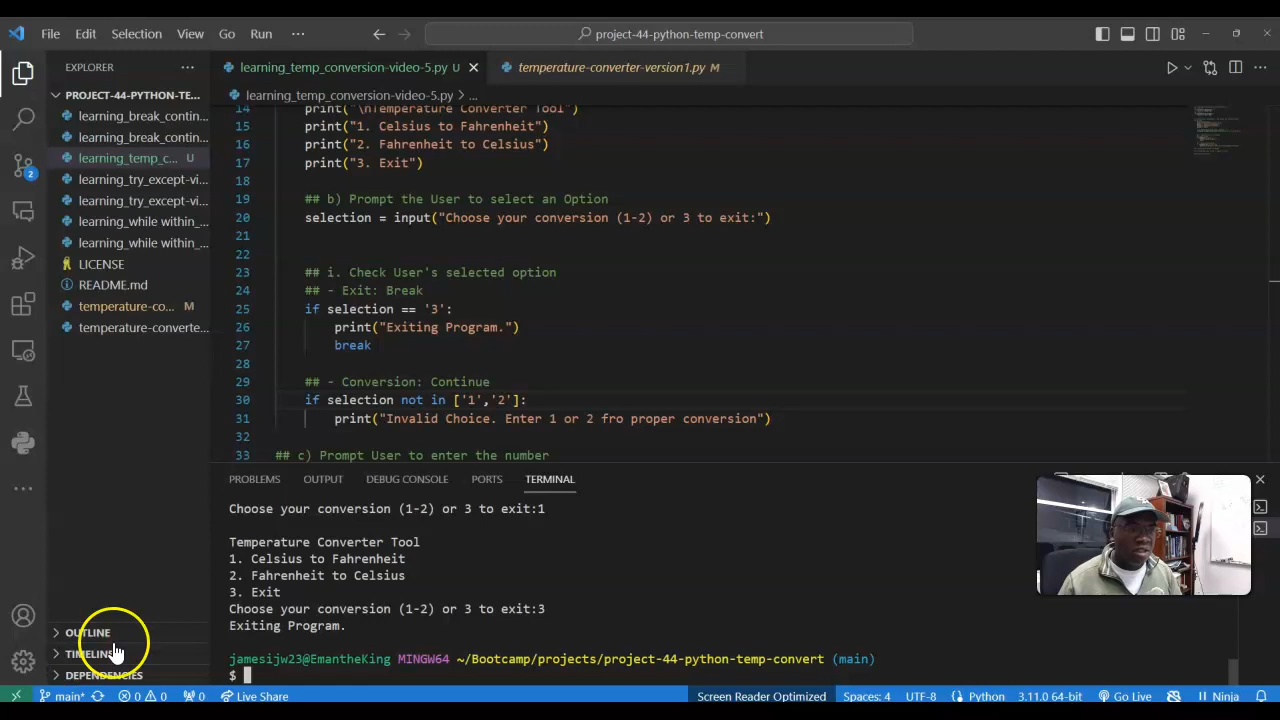 File Edit Selection View Go Run ··· project-44-python-temp-convert
EXPLORER ··· learning_temp_conversion-video-5.py U temperature-converter-version1.py M
PROJECT-44-PYTHON-TE... learning_temp_conversion-video-5.py > ...
learning_break_contin...
learning_break_contin...
learning_temp_c... U
learning_try_except-vi...
learning_try_except-vi...
learning_while within_...
learning_while within_...
LICENSE
README.md
temperature-co... M
temperature-converte...
OUTLINE
TIMELINE
DEPENDENCIES
14 print("\nTemperature Converter Tool")
15 print("1. Celsius to Fahrenheit")
16 print("2. Fahrenheit to Celsius")
17 print("3. Exit")
18
19 ## b) Prompt the User to select an Option
20 selection = input("Choose your conversion (1-2) or 3 to exit:")
21
22
23 ## i. Check User's selected option
24 ## - Exit: Break
25 if selection == '3':
26 print("Exiting Program.")
27 break
28
29 ## - Conversion: Continue
30 if selection not in ['1','2']:
31 print("Invalid Choice. Enter 1 or 2 fro proper conversion")
32
33 ## c) Prompt User to enter the number
PROBLEMS OUTPUT DEBUG CONSOLE PORTS TERMINAL
Choose your conversion (1-2) or 3 to exit:1
Temperature Converter Tool
1. Celsius to Fahrenheit
2. Fahrenheit to Celsius
3. Exit
Choose your conversion (1-2) or 3 to exit:3
Exiting Program.
jamesijw23@EmantheKing MINGW64 ~/Bootcamp/projects/project-44-python-temp-convert (main)
$
2
main* 0 0 0 Live Share Screen Reader Optimized Spaces: 4 UTF-8 Python 3.11.0 64-bit Go Live Ninja